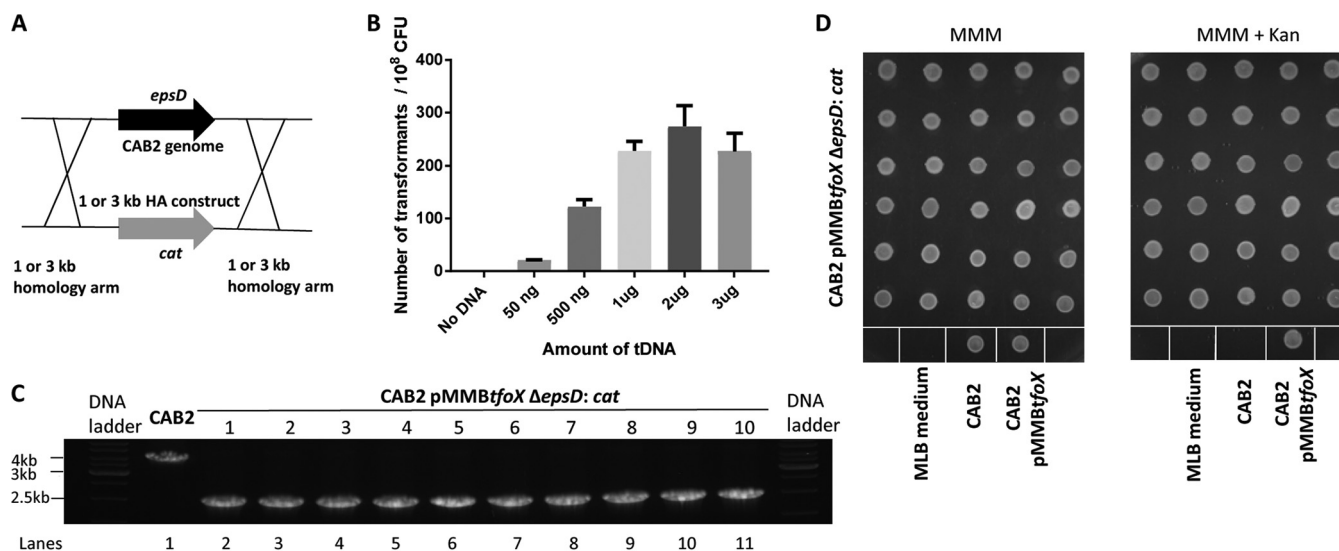 A
epsD
CAB2 genome
1 or 3 kb HA construct
cat
1 or 3 kb
homology arm
1 or 3 kb
homology arm
B
Number of transformants / 10⁸ CFU
400
300
200
100
0
No DNA
50 ng
500 ng
1ug
2ug
3ug
Amount of tDNA
C
DNA
ladder
CAB2
CAB2 pMMBtfoX ΔepsD: cat
1 2 3 4 5 6 7 8 9 10
DNA
ladder
4kb
3kb
2.5kb
Lanes 1 2 3 4 5 6 7 8 9 10 11
D
MMM
MMM + Kan
CAB2 pMMBtfoX ΔepsD: cat
MLB medium
CAB2
CAB2
pMMBtfoX
MLB medium
CAB2
CAB2
pMMBtfoX